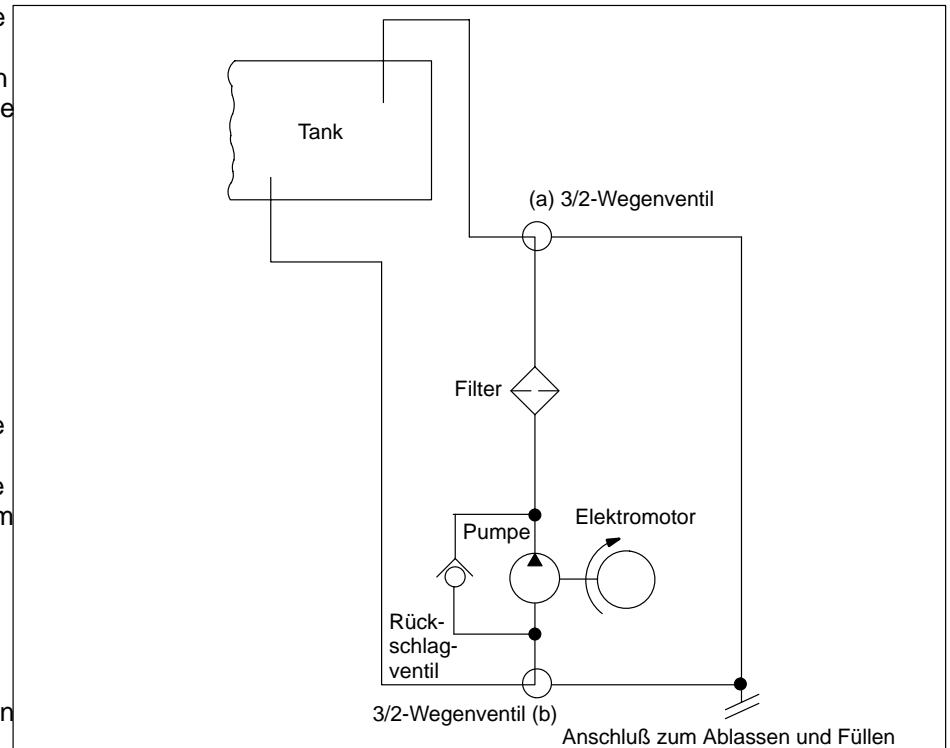 e
n
e
Tank
(a) 3/2-Wegenventil
Filter
e
e
m
Elektromotor
Pumpe
Rück-
schlag-
ventil
n
3/2-Wegenventil (b)
Anschluß zum Ablassen und Füllen